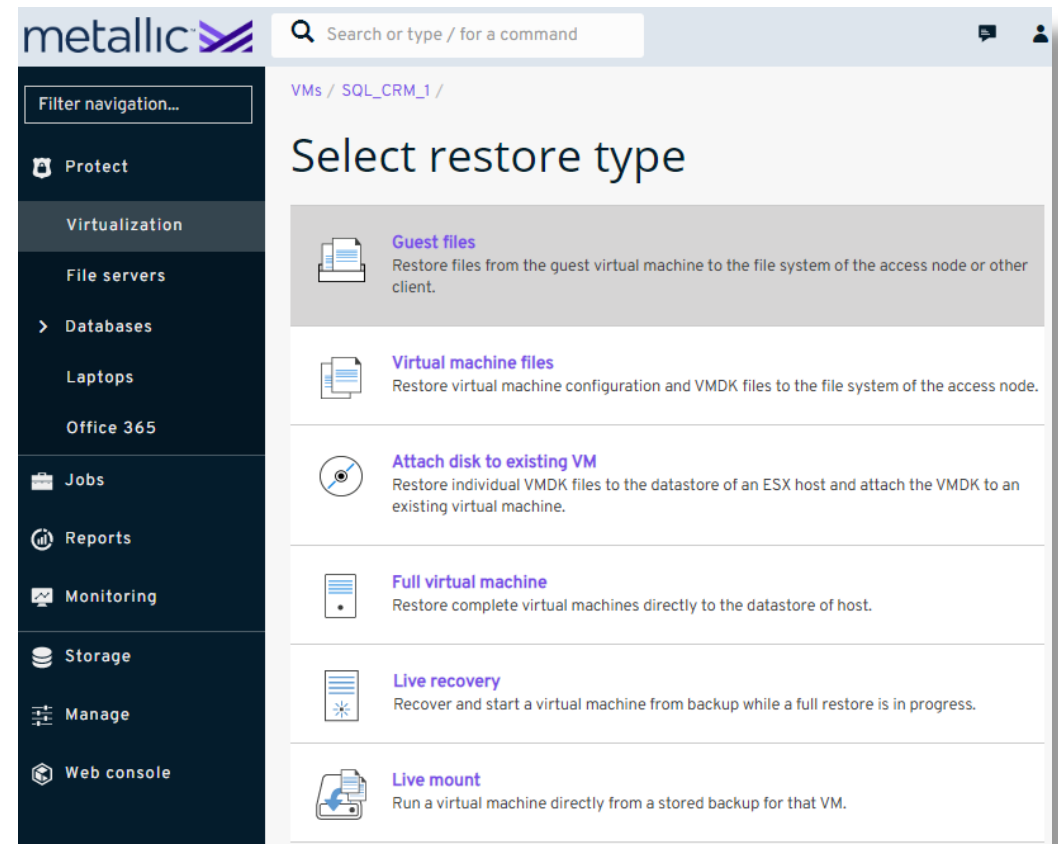 metallic
Search or type / for a command
Filter navigation...
Protect
Virtualization
File servers
Databases
Laptops
Office 365
Jobs
Reports
Monitoring
Storage
Manage
Web console
VMs / SQL_CRM_1 /
Select restore type
Guest files
Restore files from the guest virtual machine to the file system of the access node or other
client.
Virtual machine files
Restore virtual machine configuration and VMDK files to the file system of the access node.
Attach disk to existing VM
Restore individual VMDK files to the datastore of an ESX host and attach the VMDK to an
existing virtual machine.
Full virtual machine
Restore complete virtual machines directly to the datastore of host.
Live recovery
Recover and start a virtual machine from backup while a full restore is in progress.
Live mount
Run a virtual machine directly from a stored backup for that VM.